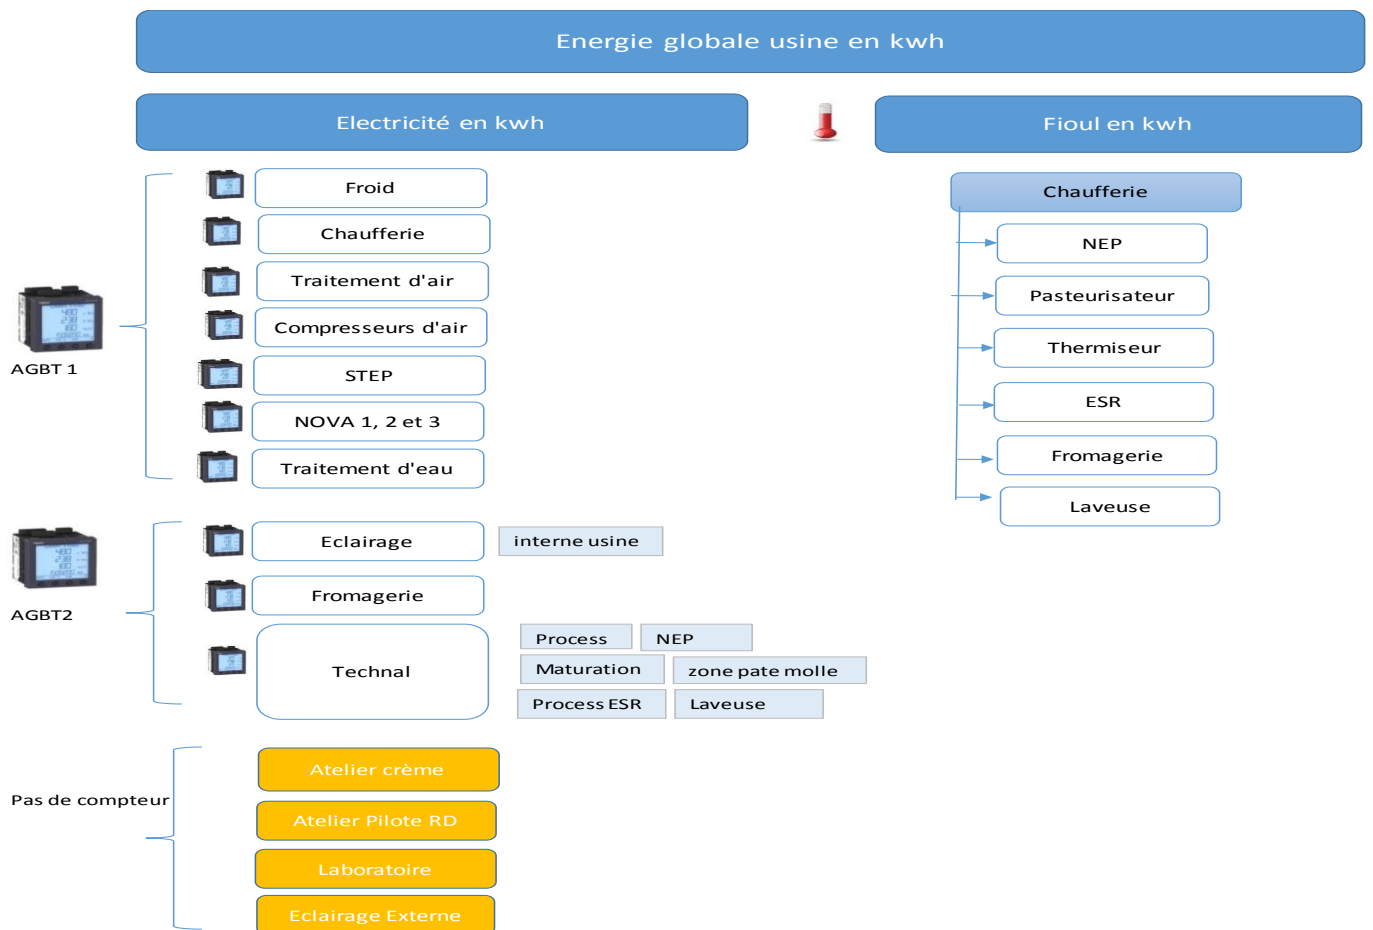 Energie globale usine en kwh
Electricité en kwh
Fioul en kwh
AGBT 1
Froid
Chaufferie
Traitement d'air
Compresseurs d'air
STEP
NOVA 1, 2 et 3
Traitement d'eau
AGBT2
Eclairage
interne usine
Fromagerie
Technal
Process
NEP
Maturation
zone pate molle
Process ESR
Laveuse
Pas de compteur
Atelier crème
Atelier Pilote RD
Laboratoire
Eclairage Externe
Chaufferie
NEP
Pasteurisateur
Thermiseur
ESR
Fromagerie
Laveuse